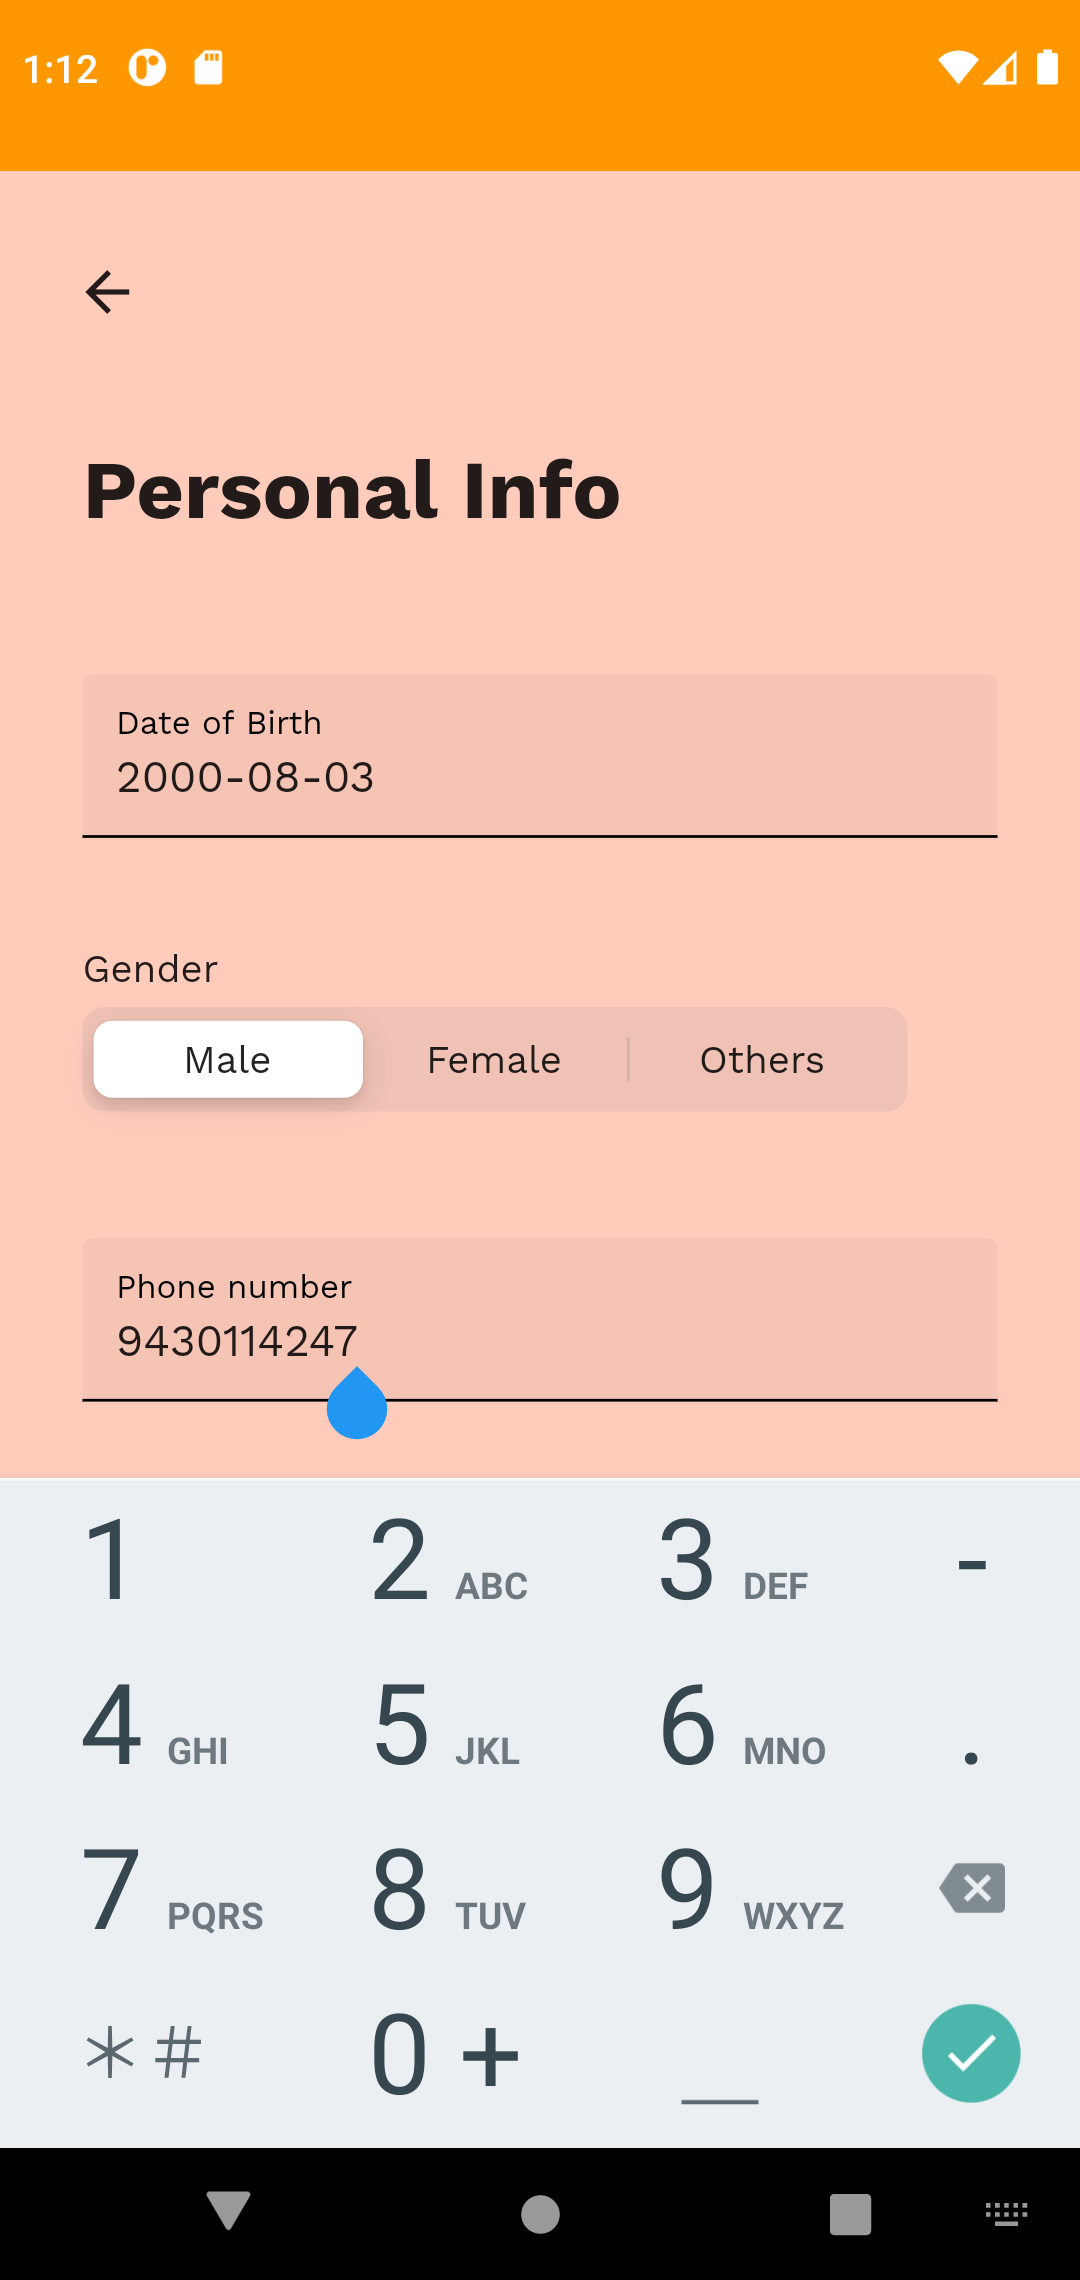 1:12
Personal Info
Date of Birth
2000-08-03
Gender
Male Female Others
Phone number
9430114247
1 2 ABC 3 DEF -
4 GHI 5 JKL 6 MNO .
7 PQRS 8 TUV 9 WXYZ
* # 0 + _